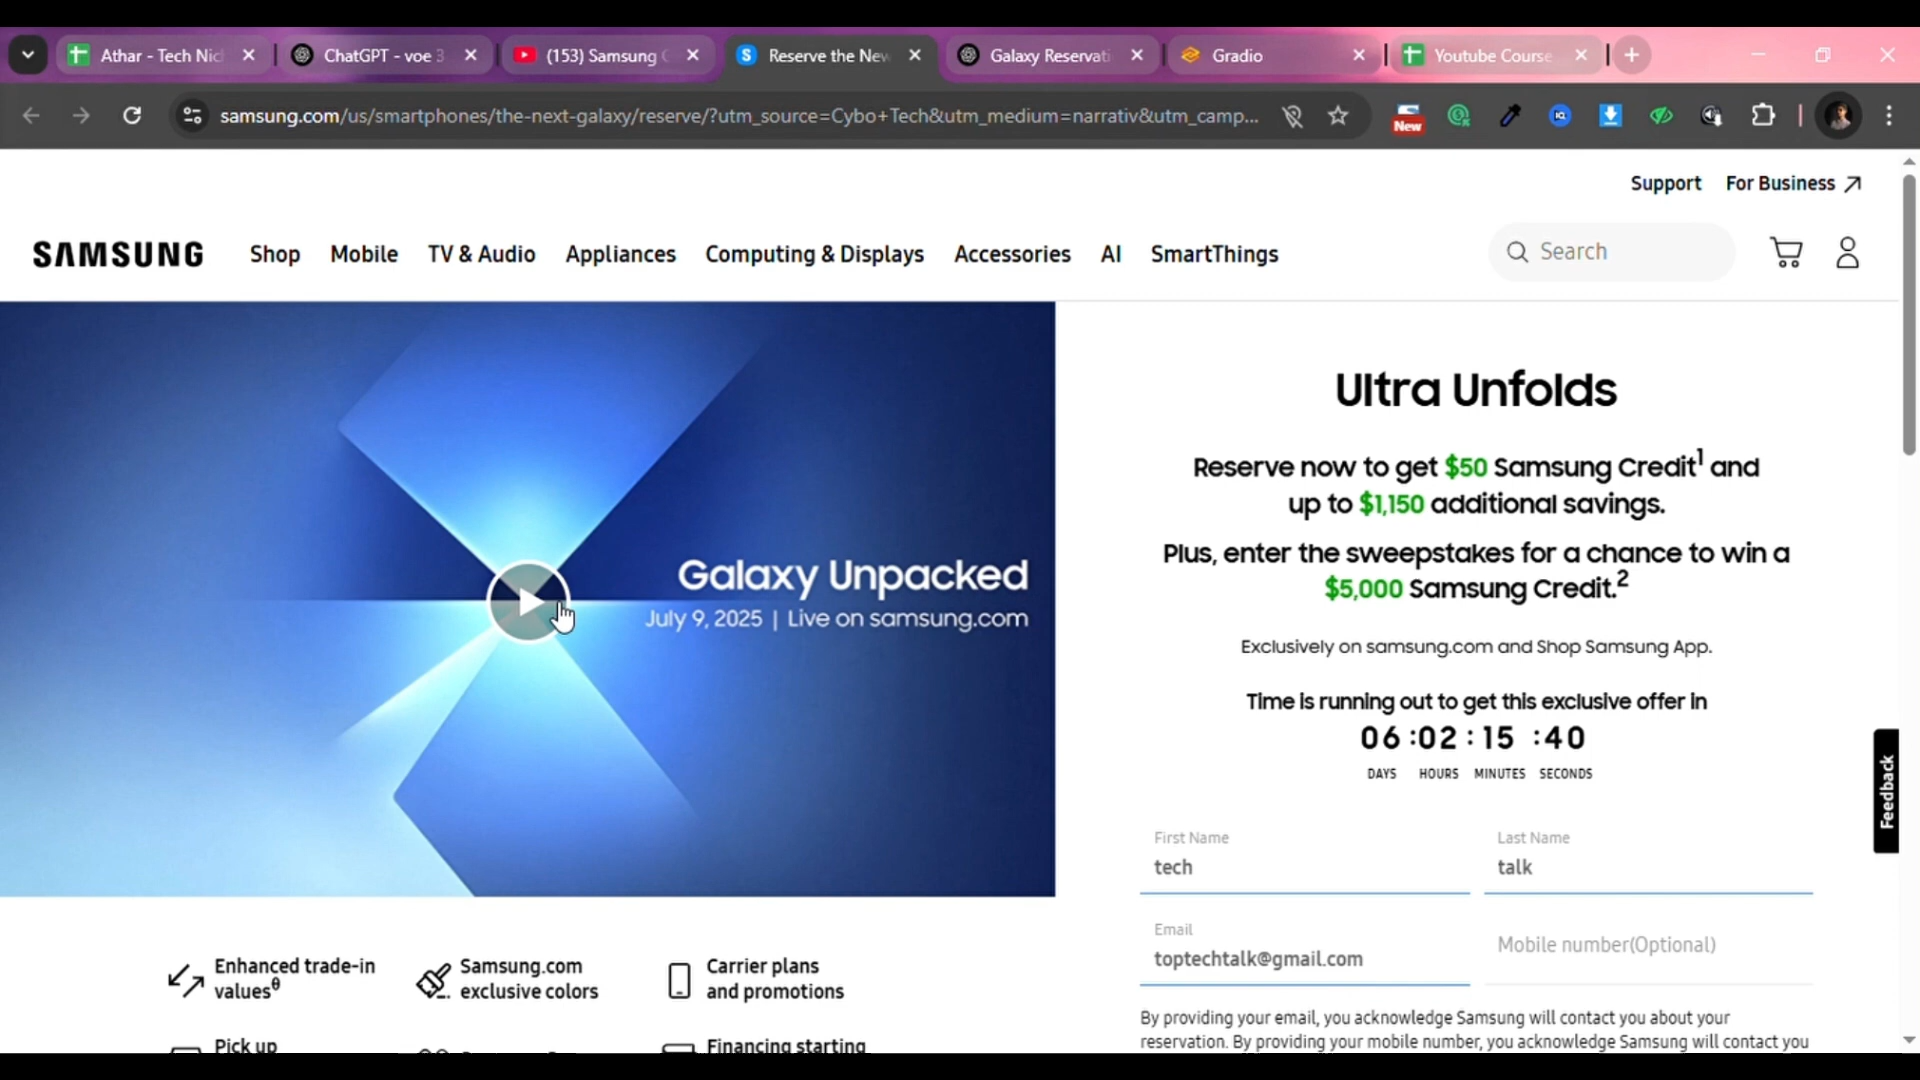 Athar - Tech Nic
ChatGPT - voe 3
(153) Samsung
Reserve the New
Galaxy Reservati
Gradio
Youtube Course
samsung.com/us/smartphones/the-next-galaxy/reserve/?utm_source=Cybo+Tech&utm_medium=narrativ&utm_camp...
New
Support
For Business
SAMSUNG
Shop
Mobile
TV & Audio
Appliances
Computing & Displays
Accessories
AI
SmartThings
Search
Galaxy Unpacked
July 9, 2025 | Live on samsung.com
Ultra Unfolds
Reserve now to get $50 Samsung Credit1 and
up to $1,150 additional savings.
Plus, enter the sweepstakes for a chance to win a
$5,000 Samsung Credit.2
Exclusively on samsung.com and Shop Samsung App.
Time is running out to get this exclusive offer in
06 :02 : 15 :40
DAYS HOURS MINUTES SECONDS
Feedback
First Name
tech
Last Name
talk
Email
toptechtalk@gmail.com
Mobile number(Optional)
By providing your email, you acknowledge Samsung will contact you about your
reservation. By providing your mobile number, you acknowledge Samsung will contact you
Enhanced trade-in
valuesθ
Samsung.com
exclusive colors
Carrier plans
and promotions
Pick up
Financing starting